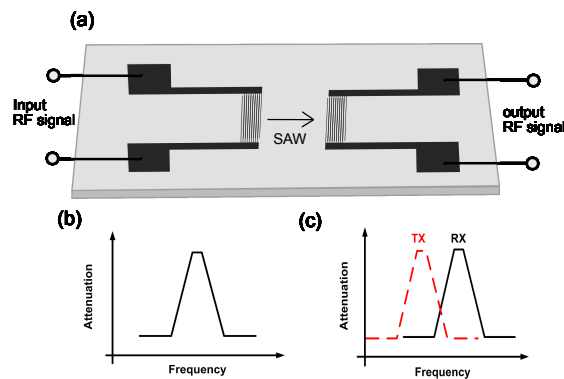 (a)
Input
RF signal
SAW
output
RF signal
(b)
Attenuation
Frequency
(c)
TX
RX
Attenuation
Frequency